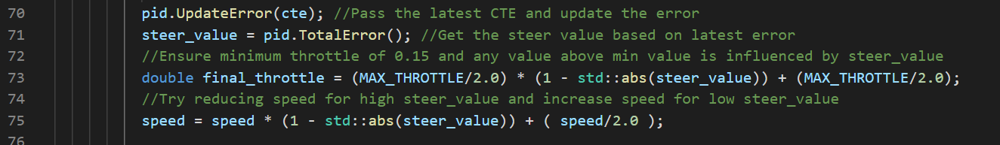 70 pid.UpdateError(cte); //Pass the latest CTE and update the error
71 steer_value = pid.TotalError(); //Get the steer value based on latest error
72 //Ensure minimum throttle of 0.15 and any value above min value is influenced by steer_value
73 double final_throttle = (MAX_THROTTLE/2.0) * (1 - std::abs(steer_value)) + (MAX_THROTTLE/2.0);
74 //Try reducing speed for high steer_value and increase speed for low steer_value
75 speed = speed * (1 - std::abs(steer_value)) + ( speed/2.0 );
76